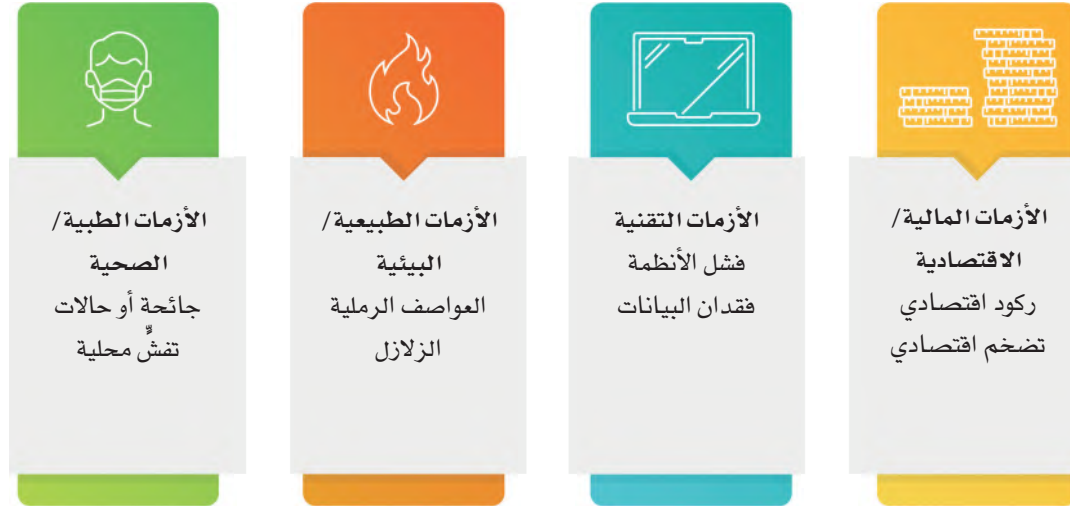 الأزمات المالية/
الاقتصادية
ركود اقتصادي
تضخم اقتصادي
الأزمات التقنية
فشل الأنظمة
فقدان البيانات
الأزمات الطبيعية/
البيئية
العواصف الرملية
الزلازل
الأزمات الطبية/
الصحية
جائحة أو حالات
تفشٍّ محلية